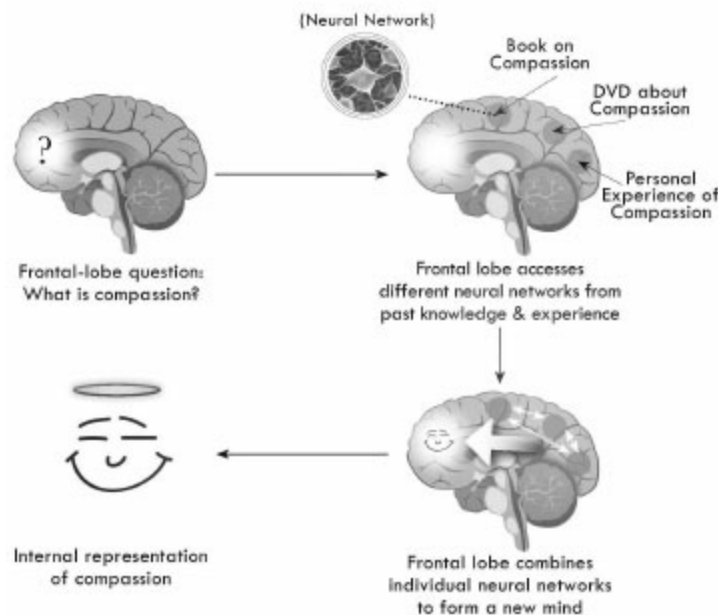 (Neural Network)
Book on
Compassion
DVD about
Compassion
?
Personal
Experience of
Compassion
Frontal-lobe question:
What is compassion?
Frontal lobe accesses
different neural networks from
past knowledge & experience
Internal representation
of compassion
Frontal lobe combines
individual neural networks
to form a new mind